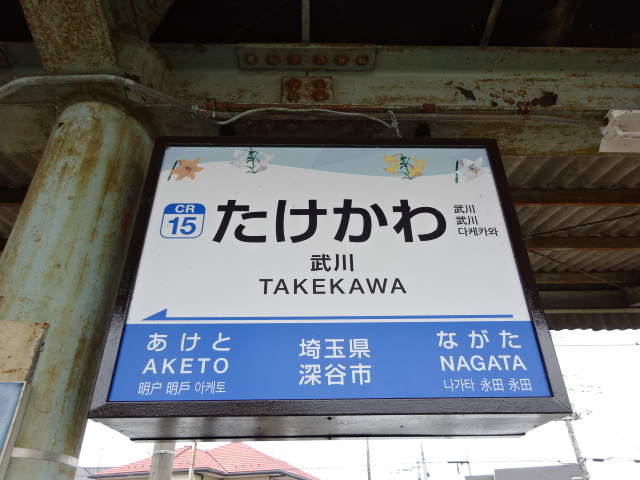 CR
15
たけかわ
武川
武川
다케카와
武川
TAKEKAWA
あけと
AKETO
明户 明戶 아케토
埼玉県
深谷市
ながた
NAGATA
나가타 永田 永田